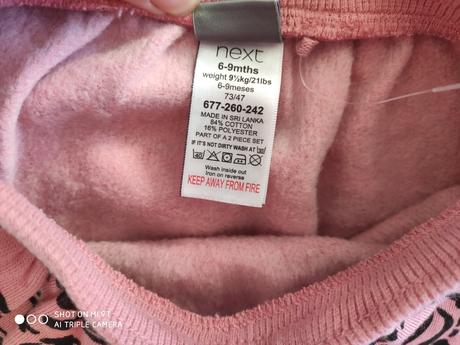 next
6-9mths
weight 9½kg/21lbs
6-9meses
73/47
677-260-242
MADE IN SRI LANKA
84% COTTON
16% POLYESTER
PART OF A 2 PIECE SET
IF IT'S NOT DIRTY WASH AT 30
40
Wash inside out
Iron on reverse
KEEP AWAY FROM FIRE
SHOT ON MI 9T
AI TRIPLE CAMERA